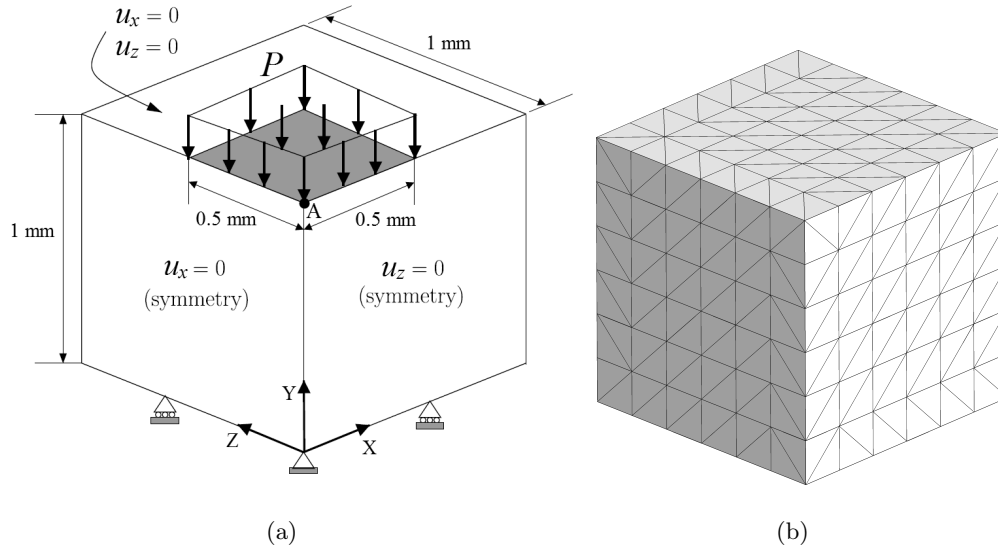 u_x = 0
u_z = 0
P
1 mm
A
0.5 mm
0.5 mm
1 mm
u_x = 0
(symmetry)
u_z = 0
(symmetry)
Y
Z
X
(a)
(b)